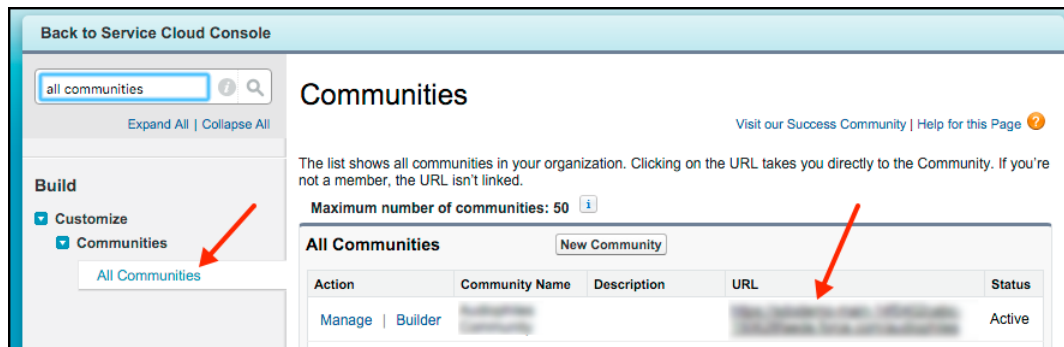 Back to Service Cloud Console
all communities
Expand All | Collapse All
Build
Customize
Communities
All Communities
Communities
Visit our Success Community | Help for this Page
The list shows all communities in your organization. Clicking on the URL takes you directly to the Community. If you're
not a member, the URL isn't linked.
Maximum number of communities: 50
All Communities New Community
Action Community Name Description URL Status
Manage | Builder Active